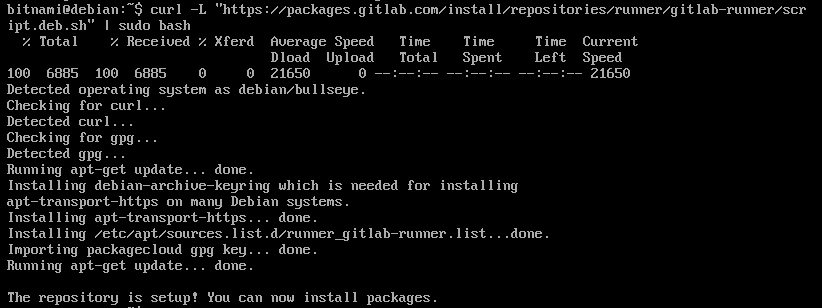 bitnami@debian:~$ curl -L "https://packages.gitlab.com/install/repositories/runner/gitlab-runner/scr
ipt.deb.sh" | sudo bash
% Total % Received % Xferd Average Speed Time Time Time Current
Dload Upload Total Spent Left Speed
100 6885 100 6885 0 0 21650 0 --:--:-- --:--:-- --:--:-- 21650
Detected operating system as debian/bullseye.
Checking for curl...
Detected curl...
Checking for gpg...
Detected gpg...
Running apt-get update... done.
Installing debian-archive-keyring which is needed for installing
apt-transport-https on many Debian systems.
Installing apt-transport-https... done.
Installing /etc/apt/sources.list.d/runner_gitlab-runner.list...done.
Importing packagecloud gpg key... done.
Running apt-get update... done.
The repository is setup! You can now install packages.